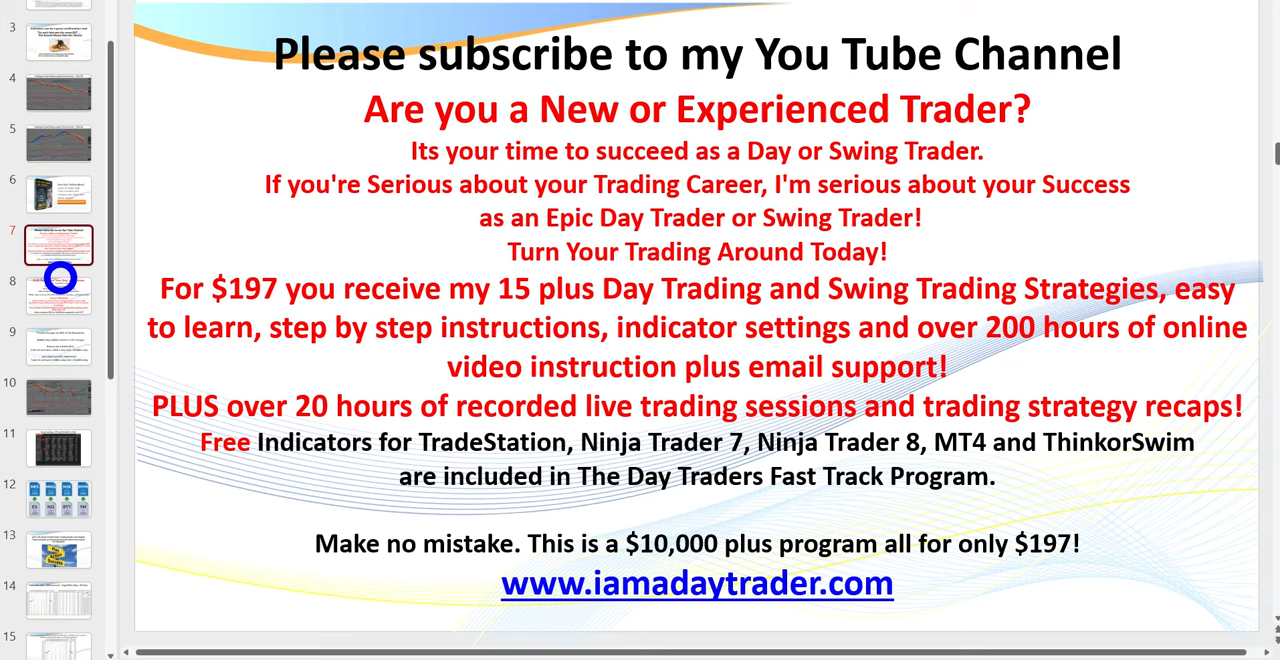 3
4
5
6
7
8
9
10
11
12
13
14
15
Please subscribe to my You Tube Channel
Are you a New or Experienced Trader?
Its your time to succeed as a Day or Swing Trader.
If you're Serious about your Trading Career, I'm serious about your Success
as an Epic Day Trader or Swing Trader!
Turn Your Trading Around Today!
For $197 you receive my 15 plus Day Trading and Swing Trading Strategies, easy
to learn, step by step instructions, indicator settings and over 200 hours of online
video instruction plus email support!
PLUS over 20 hours of recorded live trading sessions and trading strategy recaps!
Free Indicators for TradeStation, Ninja Trader 7, Ninja Trader 8, MT4 and ThinkorSwim
are included in The Day Traders Fast Track Program.
Make no mistake. This is a $10,000 plus program all for only $197!
www.iamadaytrader.com